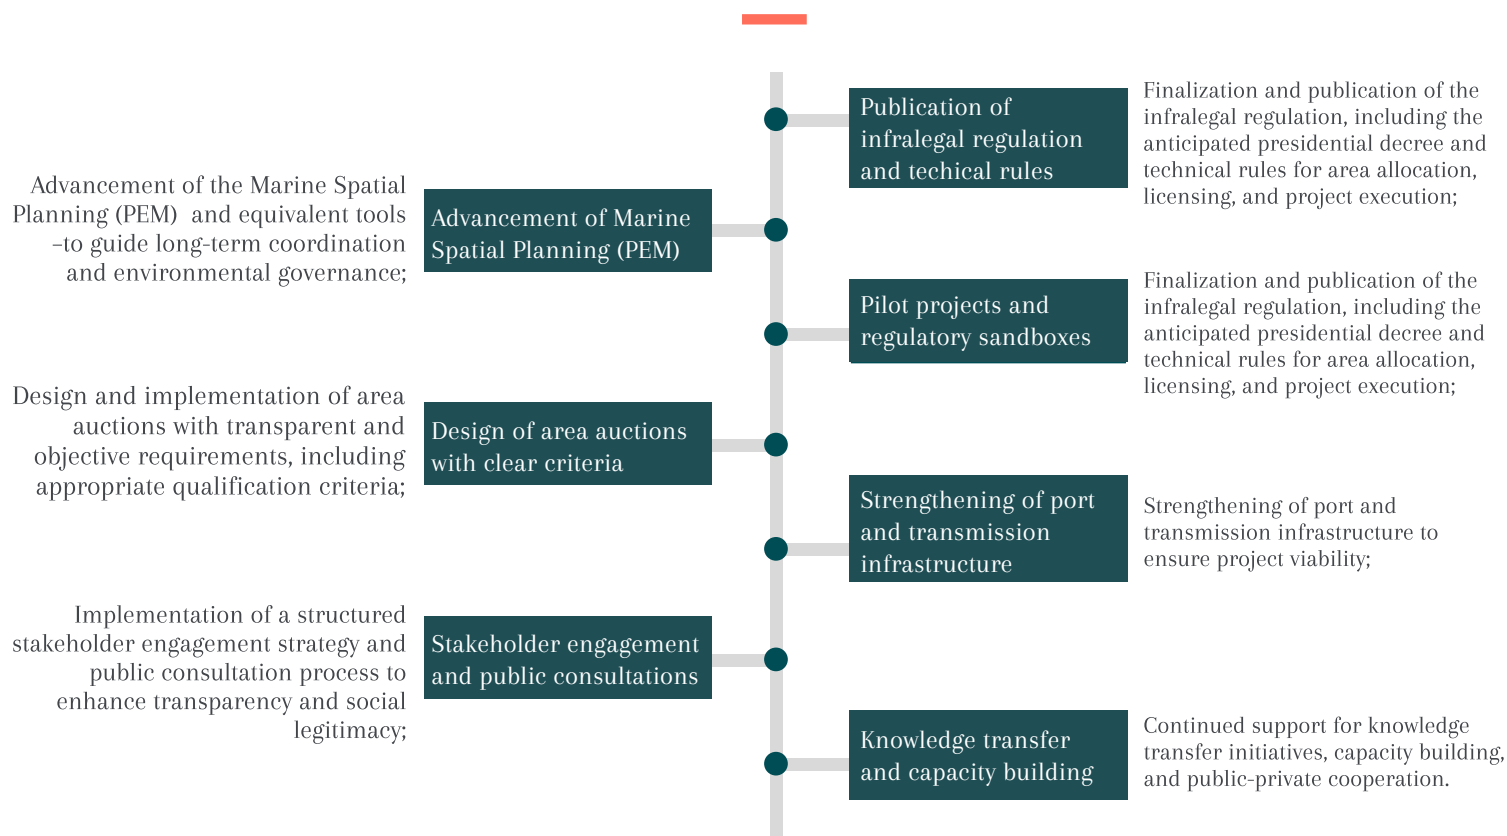 Publication of
infralegal regulation
and techical rules
Finalization and publication of the
infralegal regulation, including the
anticipated presidential decree and
technical rules for area allocation,
licensing, and project execution;
Advancement of the Marine Spatial
Planning (PEM)  and equivalent tools
–to guide long-term coordination
and environmental governance;
Advancement of Marine
Spatial Planning (PEM)
Pilot projects and
regulatory sandboxes
Finalization and publication of the
infralegal regulation, including the
anticipated presidential decree and
technical rules for area allocation,
licensing, and project execution;
Design and implementation of area
auctions with transparent and
objective requirements, including
appropriate qualification criteria;
Design of area auctions
with clear criteria
Strengthening of port
and transmission
infrastructure
Strengthening of port and
transmission infrastructure to
ensure project viability;
Implementation of a structured
stakeholder engagement strategy and
public consultation process to
enhance transparency and social
legitimacy;
Stakeholder engagement
and public consultations
Knowledge transfer
and capacity building
Continued support for knowledge
transfer initiatives, capacity building,
and public-private cooperation.